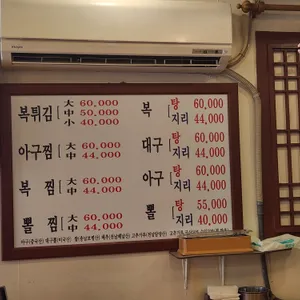 복튀김 大 60,000
中 50,000
小 40,000
아구찜 大 60,000
中 44,000
복 찜 大 60,000
中 44,000
뽈 찜 大 60,000
中 44,000
복 탕 60,000
지리 44,000
대구 탕 60,000
지리 44,000
아구 탕 60,000
지리 44,000
뽈 탕 55,000
지리 40,000